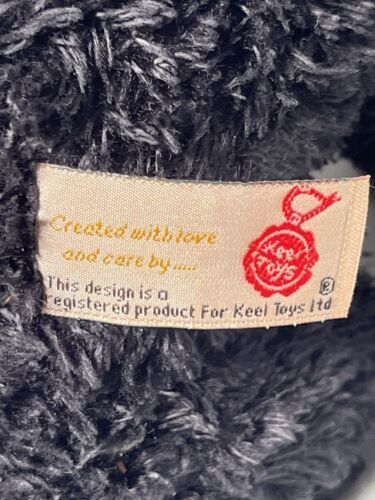 Created with love
and care by.....
Keel
Toys
®
This design is a
registered product For Keel Toys Ltd